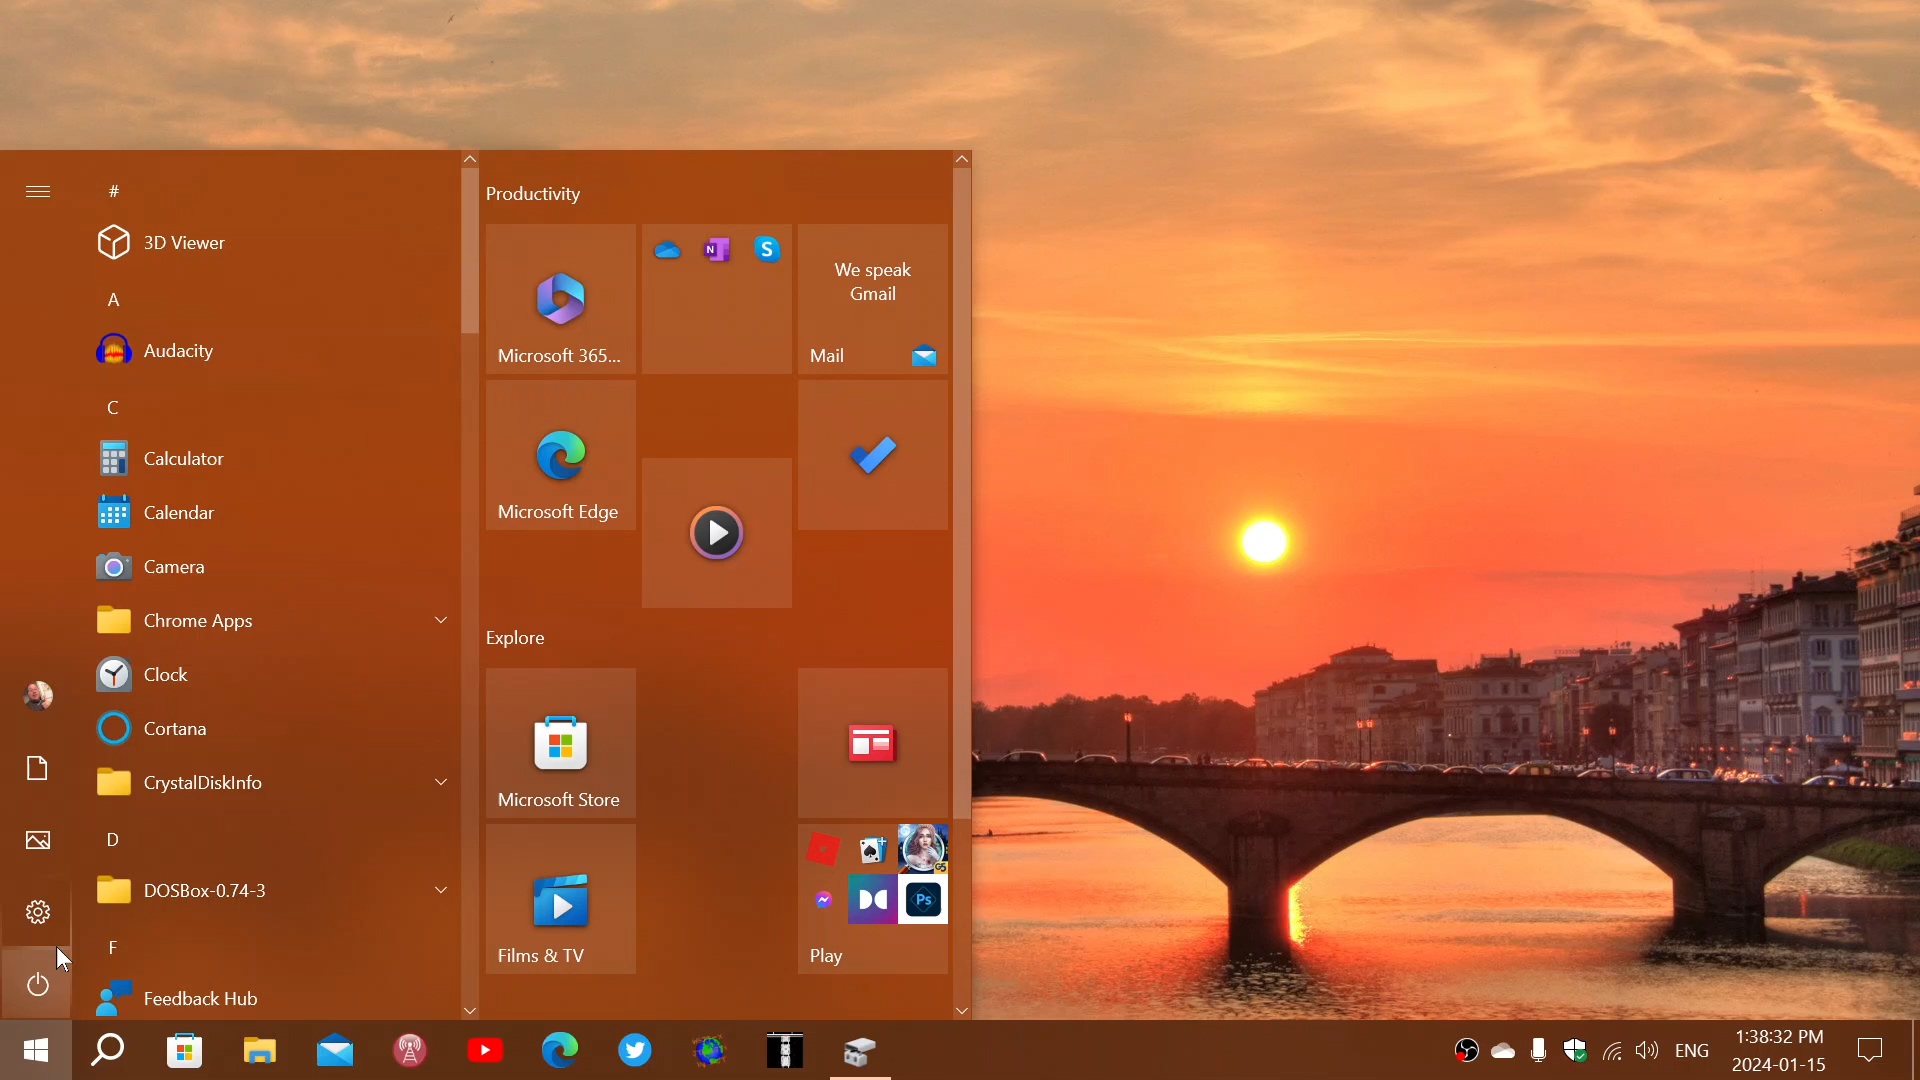 #
3D Viewer
A
Audacity
C
Calculator
Calendar
Camera
Chrome Apps
Clock
Cortana
CrystalDiskInfo
D
DOSBox-0.74-3
F
Feedback Hub
Productivity
Microsoft 365...
N
S
We speak
Gmail
Mail
Microsoft Edge
Explore
Microsoft Store
Films & TV
Ps
Play
ENG
1:38:32 PM
2024-01-15